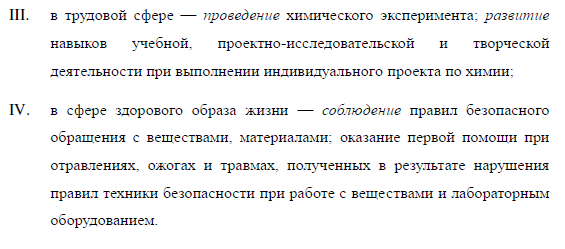 III. в трудовой сфере — проведение химического эксперимента; развитие
навыков учебной, проектно-исследовательской и творческой
деятельности при выполнении индивидуального проекта по химии;
IV. в сфере здорового образа жизни — соблюдение правил безопасного
обращения с веществами, материалами; оказание первой помощи при
отравлениях, ожогах и травмах, полученных в результате нарушения
правил техники безопасности при работе с веществами и лабораторным
оборудованием.